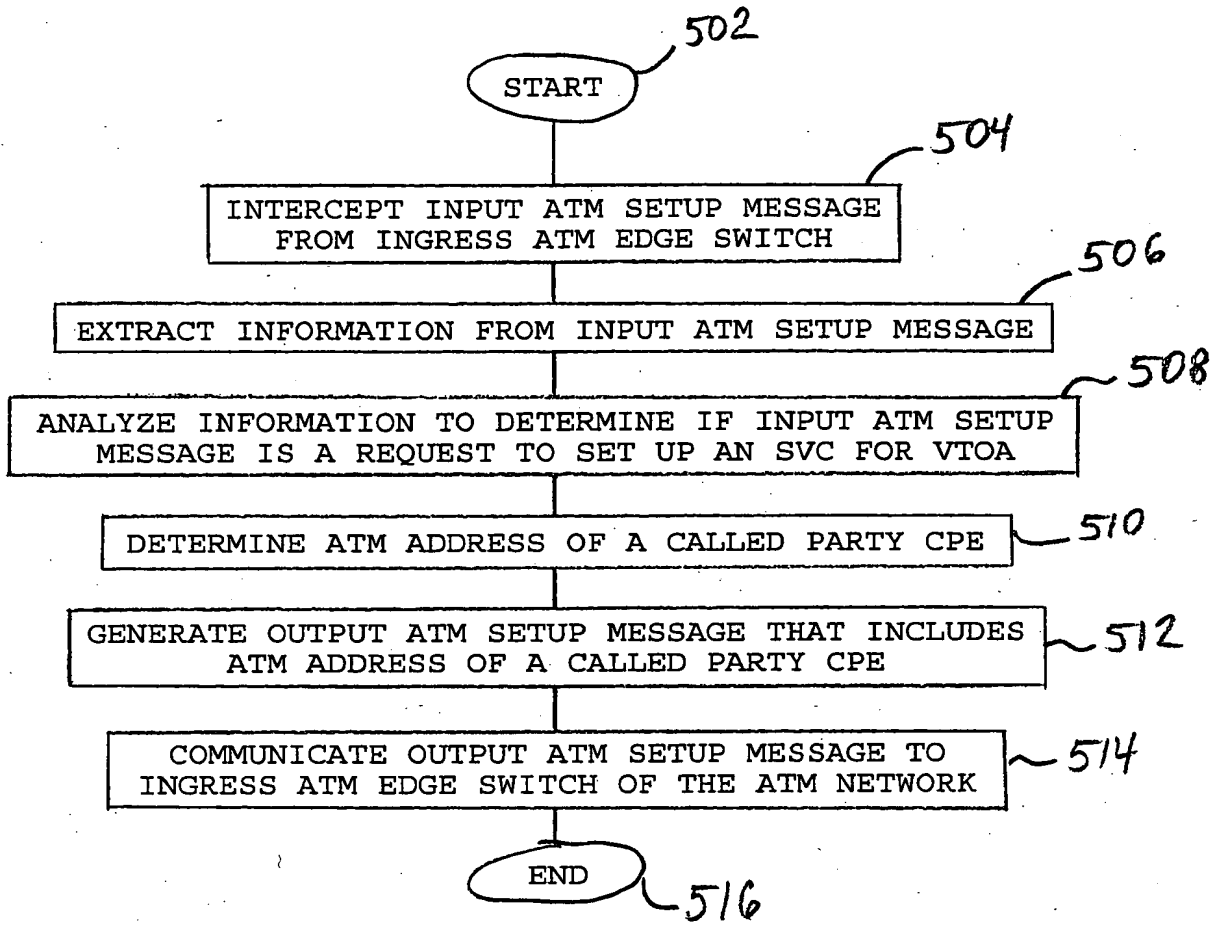 502
START
504
INTERCEPT INPUT ATM SETUP MESSAGE
FROM INGRESS ATM EDGE SWITCH
506
EXTRACT INFORMATION FROM INPUT ATM SETUP MESSAGE
508
ANALYZE INFORMATION TO DETERMINE IF INPUT ATM SETUP
MESSAGE IS A REQUEST TO SET UP AN SVC FOR VTOA
510
DETERMINE ATM ADDRESS OF A CALLED PARTY CPE
512
GENERATE OUTPUT ATM SETUP MESSAGE THAT INCLUDES
ATM ADDRESS OF A CALLED PARTY CPE
514
COMMUNICATE OUTPUT ATM SETUP MESSAGE TO
INGRESS ATM EDGE SWITCH OF THE ATM NETWORK
END
516